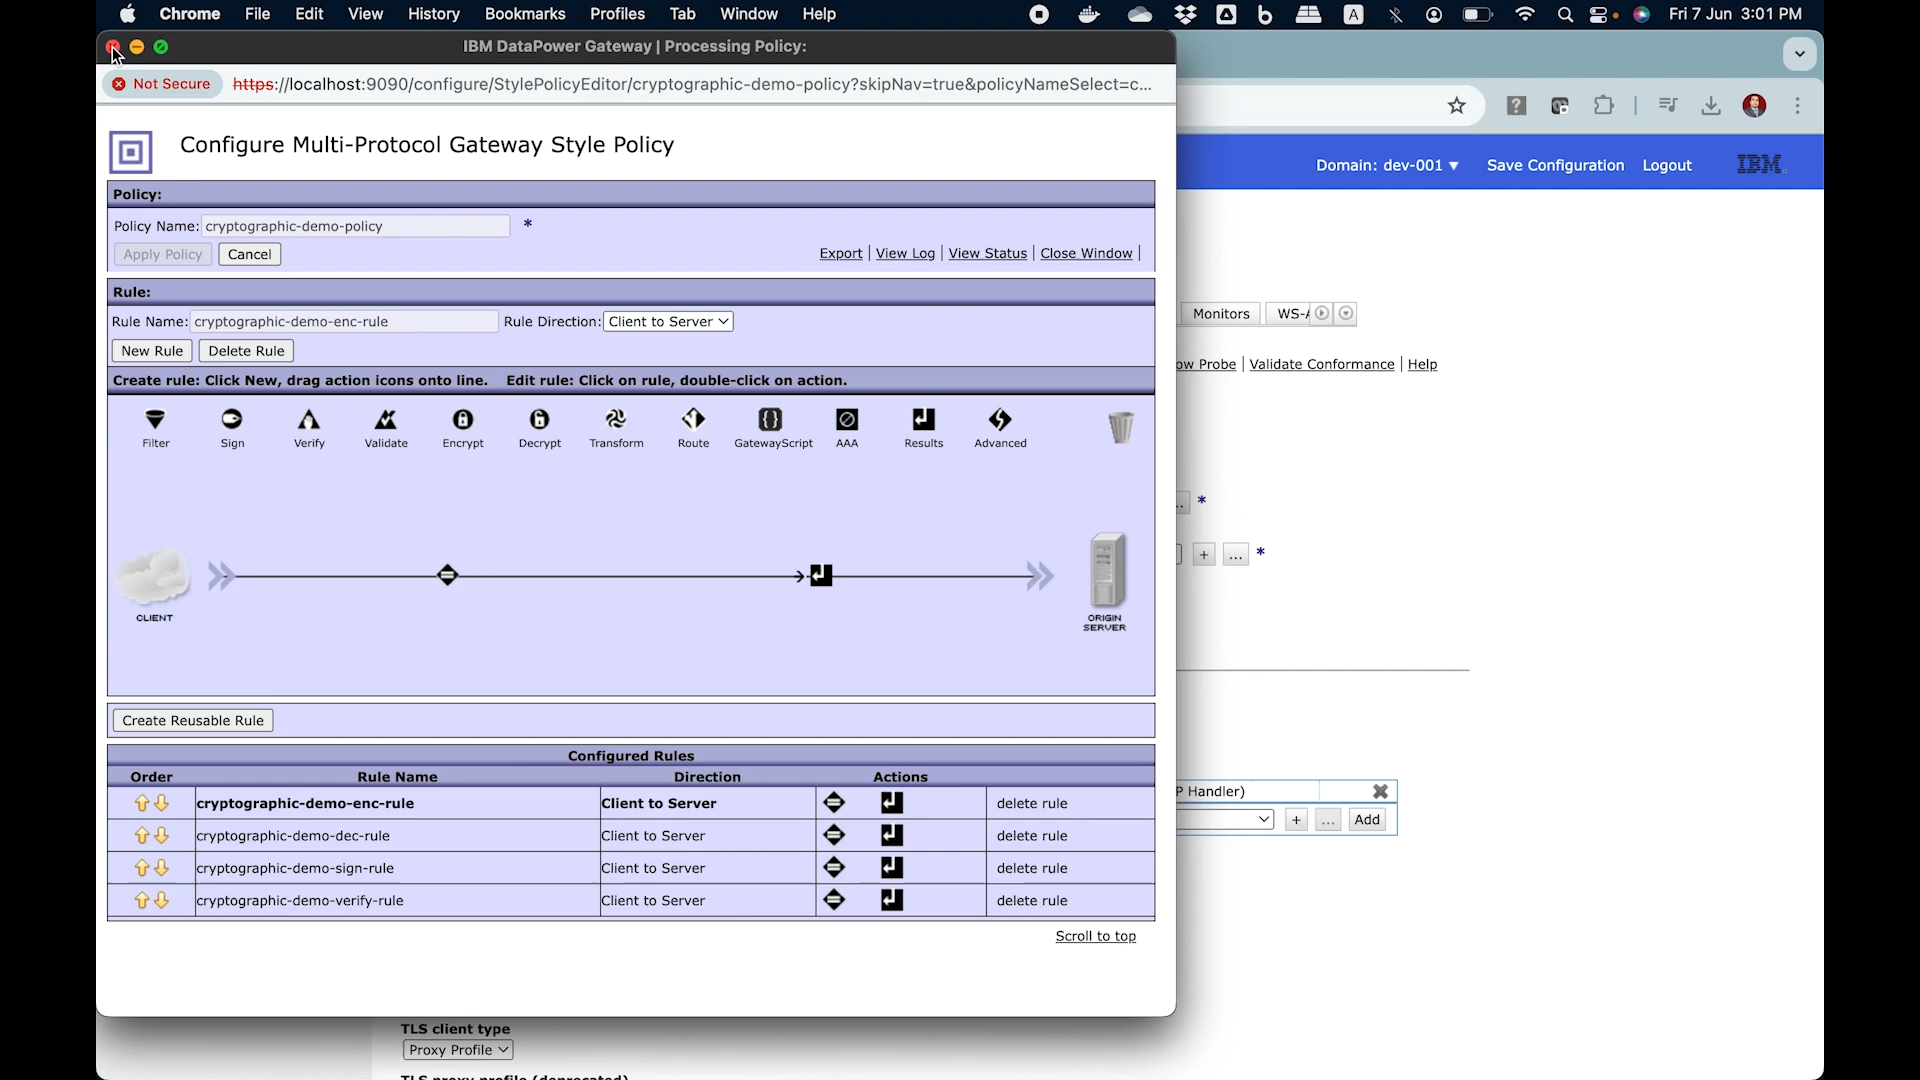 Chrome File Edit View History Bookmarks Profiles Tab Window Help Fri 7 Jun 3:01 PM
IBM DataPower Gateway | Processing Policy:
Not Secure https://localhost:9090/configure/StylePolicyEditor/cryptographic-demo-policy?skipNav=true&policyNameSelect=c...
Configure Multi-Protocol Gateway Style Policy
Domain: dev-001 ▼ Save Configuration Logout IBM
Policy:
Policy Name: cryptographic-demo-policy *
Apply Policy Cancel Export | View Log | View Status | Close Window |
Rule:
Monitors WS-A
Rule Name: cryptographic-demo-enc-rule Rule Direction: Client to Server
New Rule Delete Rule
ow Probe | Validate Conformance | Help
Create rule: Click New, drag action icons onto line. Edit rule: Click on rule, double-click on action.
Filter Sign Verify Validate Encrypt Decrypt Transform Route GatewayScript AAA Results Advanced
... *
+ ... *
CLIENT
ORIGIN
SERVER
Create Reusable Rule
Configured Rules
Order Rule Name Direction Actions
P Handler)
cryptographic-demo-enc-rule Client to Server delete rule
+ ... Add
cryptographic-demo-dec-rule Client to Server delete rule
cryptographic-demo-sign-rule Client to Server delete rule
cryptographic-demo-verify-rule Client to Server delete rule
Scroll to top
TLS client type
Proxy Profile
TLS proxy profile (deprecated)